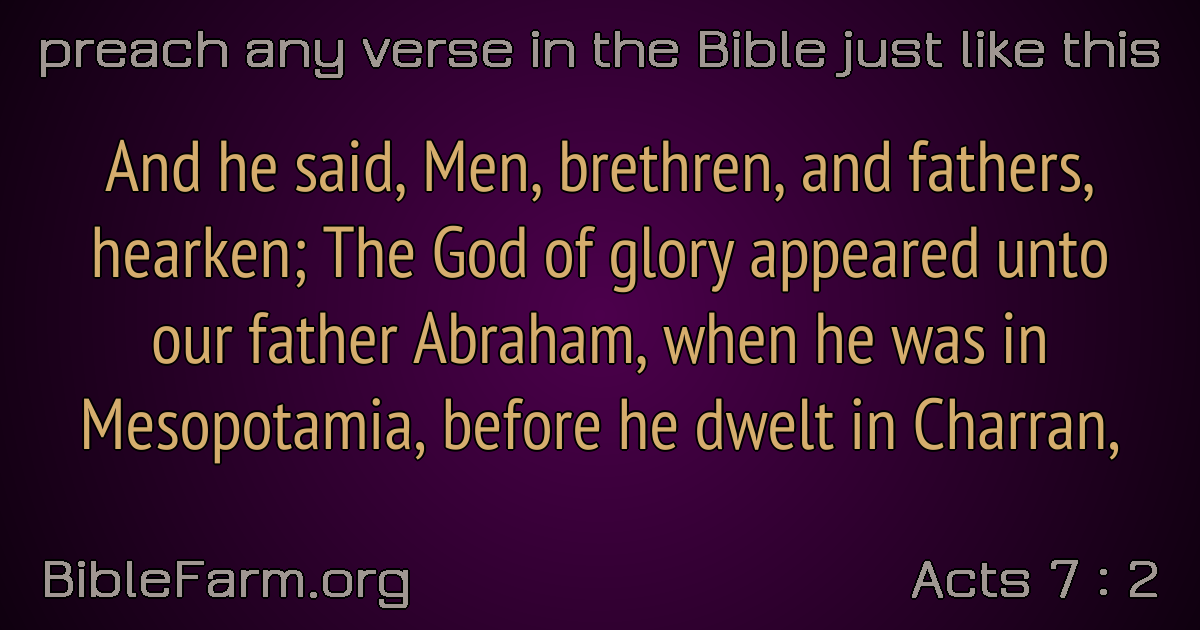 preach any verse in the Bible just like this
And he said, Men, brethren, and fathers,
hearken; The God of glory appeared unto
our father Abraham, when he was in
Mesopotamia, before he dwelt in Charran,
BibleFarm.org
Acts 7 : 2